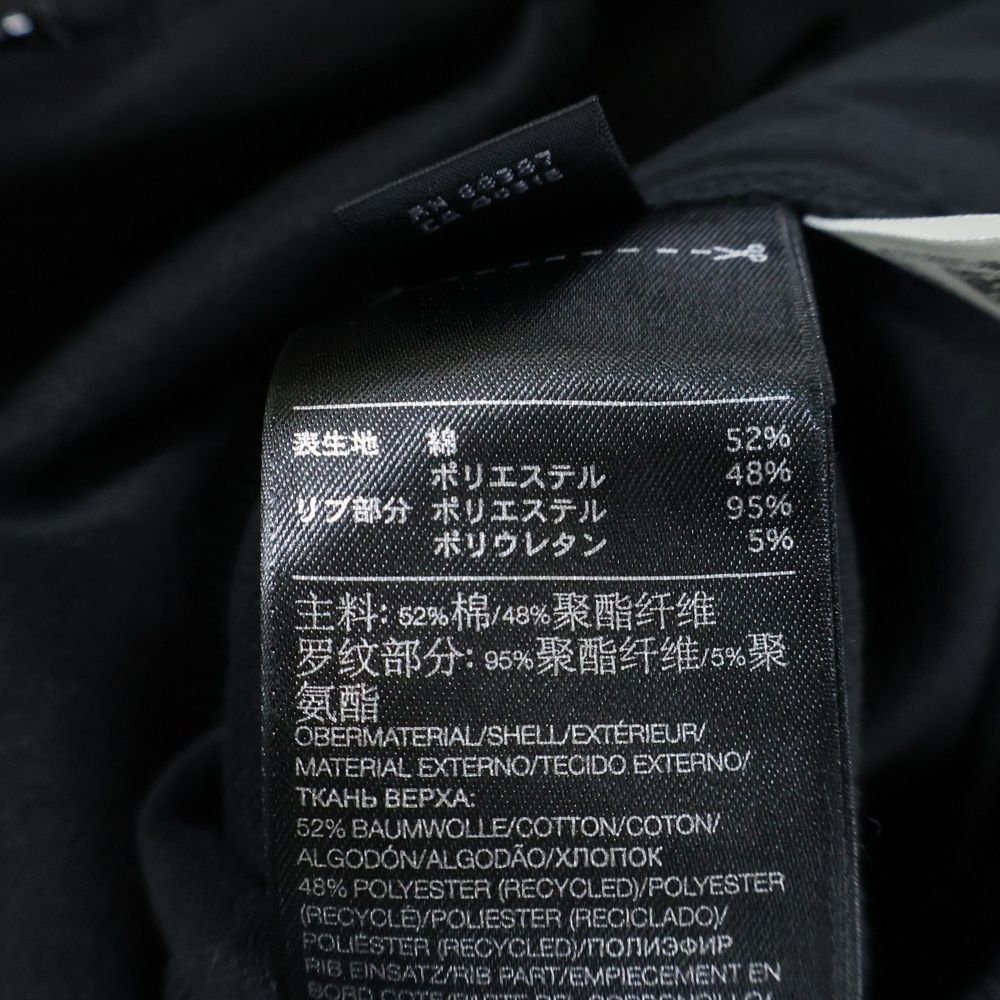 表生地 綿 52%
ポリエステル 48%
リブ部分 ポリエステル 95%
ポリウレタン 5%
主料: 52%棉/48%聚酯纤维
罗纹部分: 95%聚酯纤维/5%聚
氨酯
OBERMATERIAL/SHELL/EXTÉRIEUR/
MATERIAL EXTERNO/TECIDO EXTERNO/
ТКАНЬ ВЕРХА:
52% BAUMWOLLE/COTTON/COTON/
ALGODÓN/ALGODÃO/ХЛОПОК
48% POLYESTER (RECYCLED)/POLYESTER
(RECYCLÉ)/POLIESTER (RECICLADO)/
POLIÉSTER (RECYCLED)/ПОЛИЭФИР
RIB EINSATZ/RIB PART/EMPIECEMENT EN